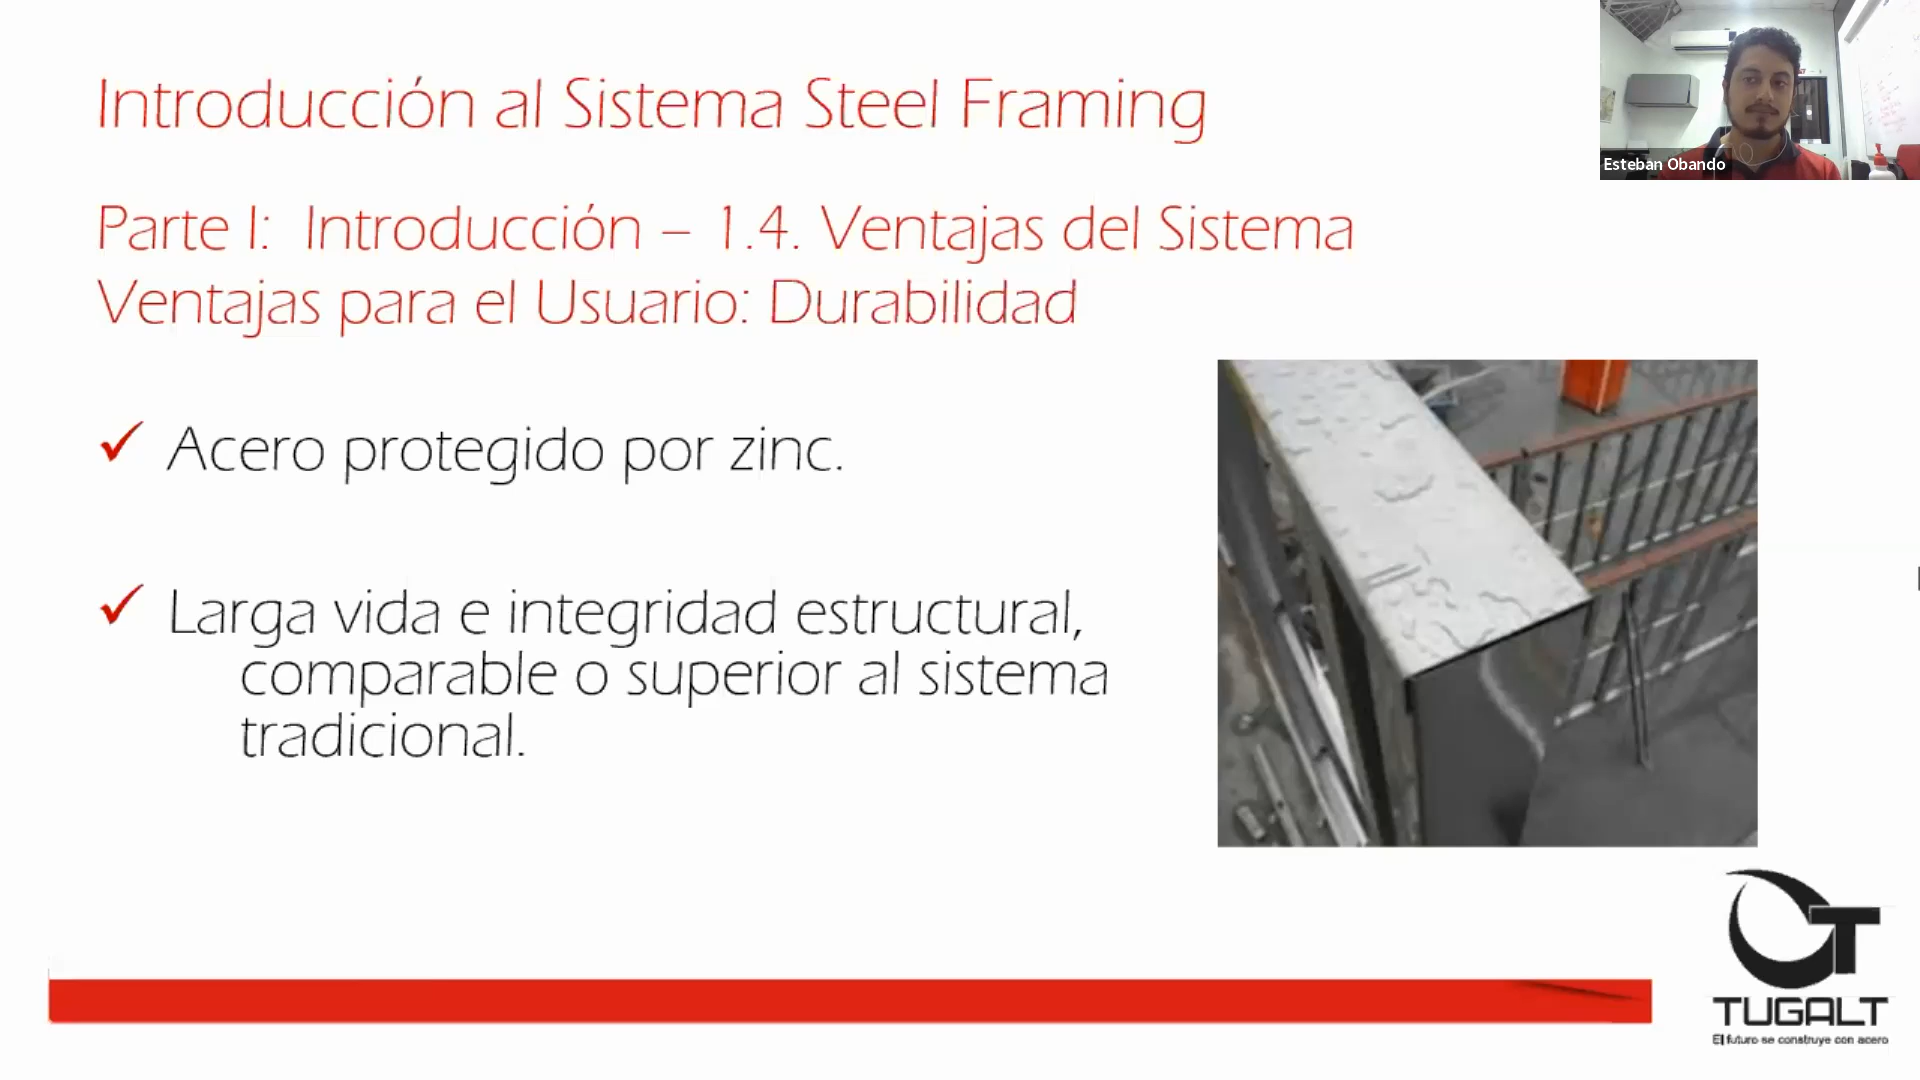 Introducción al Sistema Steel Framing
Esteban Obando
Parte I: Introducción – 1.4. Ventajas del Sistema
Ventajas para el Usuario: Durabilidad
✓ Acero protegido por zinc.
✓ Larga vida e integridad estructural,
comparable o superior al sistema
tradicional.
TUGALT
El futuro se construye con acero